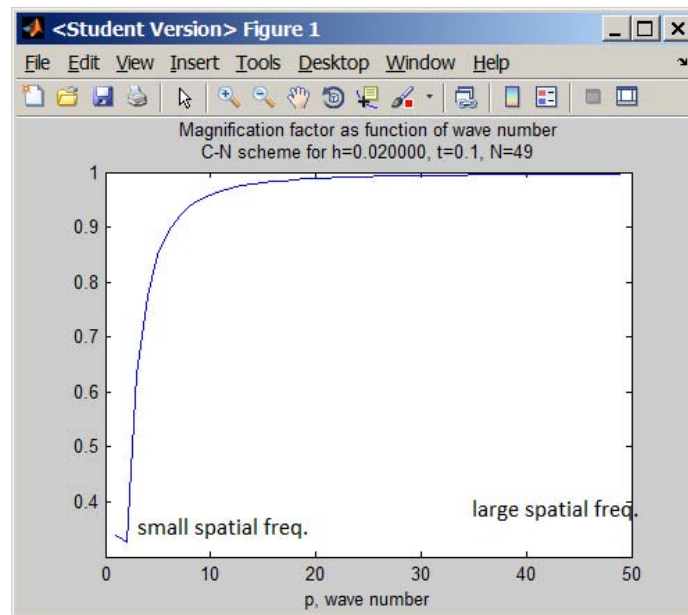 <Student Version> Figure 1
File Edit View Insert Tools Desktop Window Help
Magnification factor as function of wave number
C-N scheme for h=0.020000, t=0.1, N=49
1
0.9
0.8
0.7
0.6
0.5
0.4
large spatial freq.
small spatial freq.
0 10 20 30 40 50
p, wave number